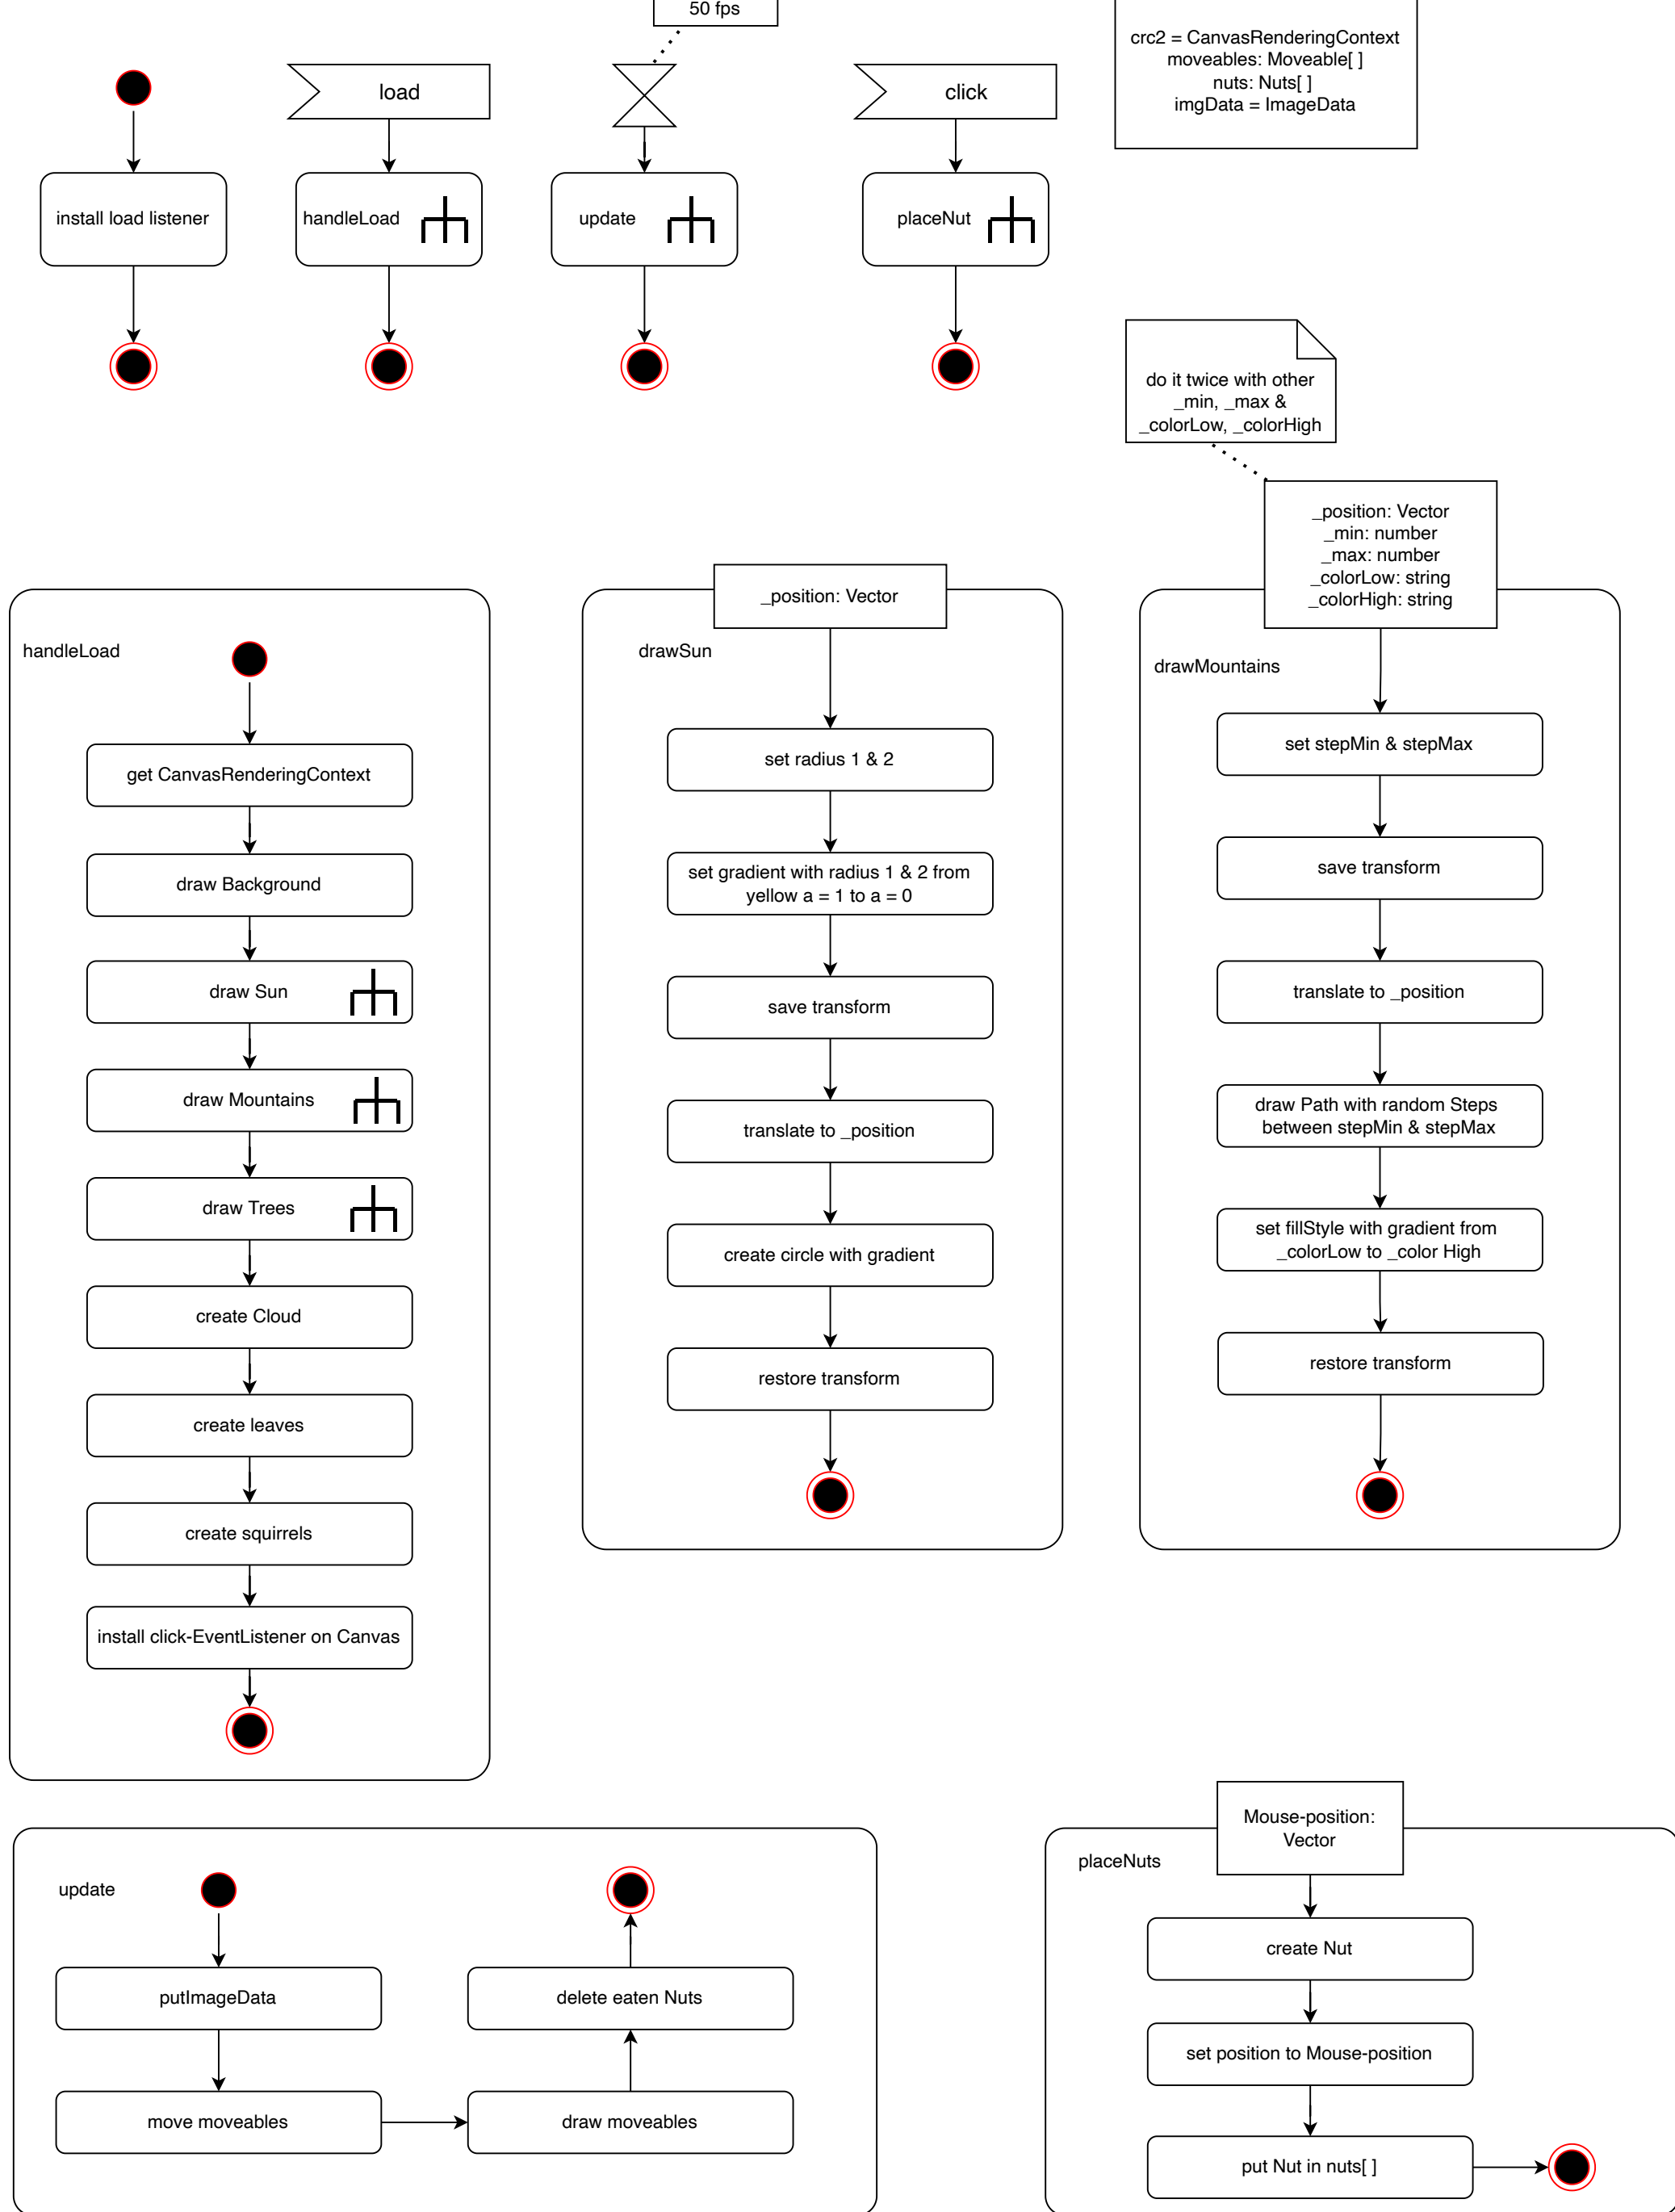 50 fps
crc2 = CanvasRenderingContext
moveables: Moveable[ ]
nuts: Nuts[ ]
imgData = ImageData
load
click
install load listener
handleLoad
update
placeNut
do it twice with other
_min, _max &
_colorLow, _colorHigh
_position: Vector
_min: number
_max: number
_colorLow: string
_colorHigh: string
handleLoad
get CanvasRenderingContext
draw Background
draw Sun
draw Mountains
draw Trees
create Cloud
create leaves
create squirrels
install click-EventListener on Canvas
_position: Vector
drawSun
set radius 1 & 2
set gradient with radius 1 & 2 from
yellow a = 1 to a = 0
save transform
translate to _position
create circle with gradient
restore transform
drawMountains
set stepMin & stepMax
save transform
translate to _position
draw Path with random Steps
between stepMin & stepMax
set fillStyle with gradient from
_colorLow to _color High
restore transform
update
putImageData
move moveables
draw moveables
delete eaten Nuts
Mouse-position:
Vector
placeNuts
create Nut
set position to Mouse-position
put Nut in nuts[ ]